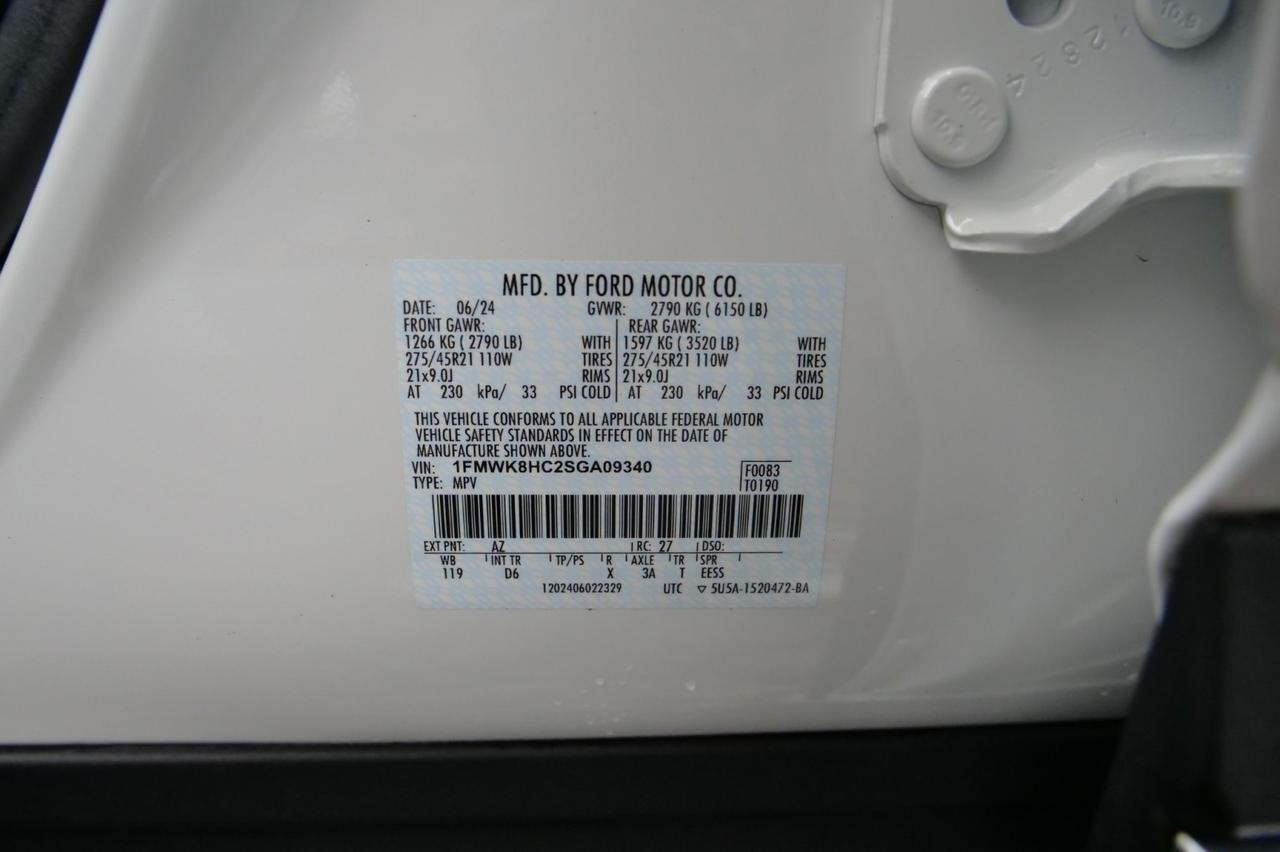 1284
10.9
10.9
MFD. BY FORD MOTOR CO.
DATE: 06/24 GVWR: 2790 KG ( 6150 LB)
FRONT GAWR: REAR GAWR:
1266 KG ( 2790 LB) WITH 1597 KG ( 3520 LB) WITH
275/45R21 110W TIRES 275/45R21 110W TIRES
21x9.0J RIMS 21x9.0J RIMS
AT 230 kPa/ 33 PSI COLD AT 230 kPa/ 33 PSI COLD
THIS VEHICLE CONFORMS TO ALL APPLICABLE FEDERAL MOTOR
VEHICLE SAFETY STANDARDS IN EFFECT ON THE DATE OF
MANUFACTURE SHOWN ABOVE.
VIN: 1FMWK8HC2SGA09340 F0083
TYPE: MPV T0190
EXT PNT: AZ RC: 27 DSO:
WB INT TR TP/PS R AXLE TR SPR
119 D6 X 3A T EESS
1202406022329 UTC ▽ 5U5A-1520472-BA